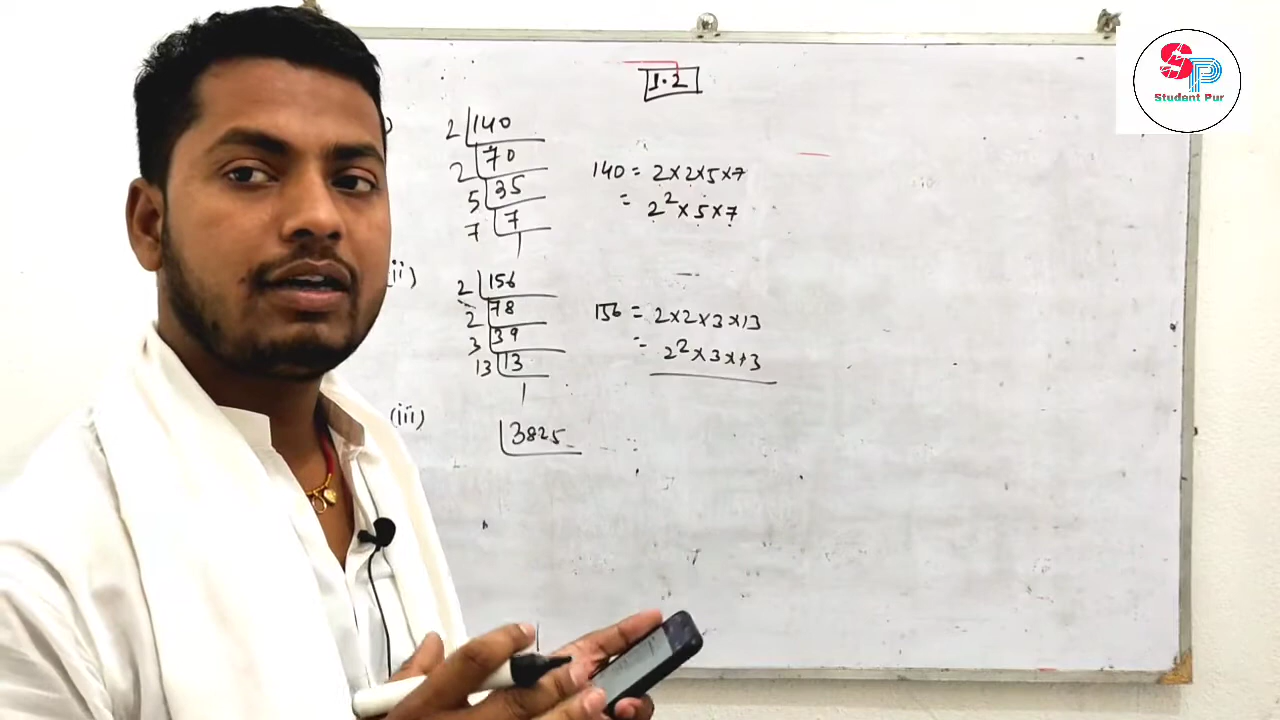 SP
Student Pur
1.2
)
2 140
2 70
5 35
7 7
1
140 = 2×2×5×7
= 2²×5×7
(ii)
2 156
2 78
3 39
13 13
1
156 = 2×2×3×13
= 2²×3×13
(iii)
3825